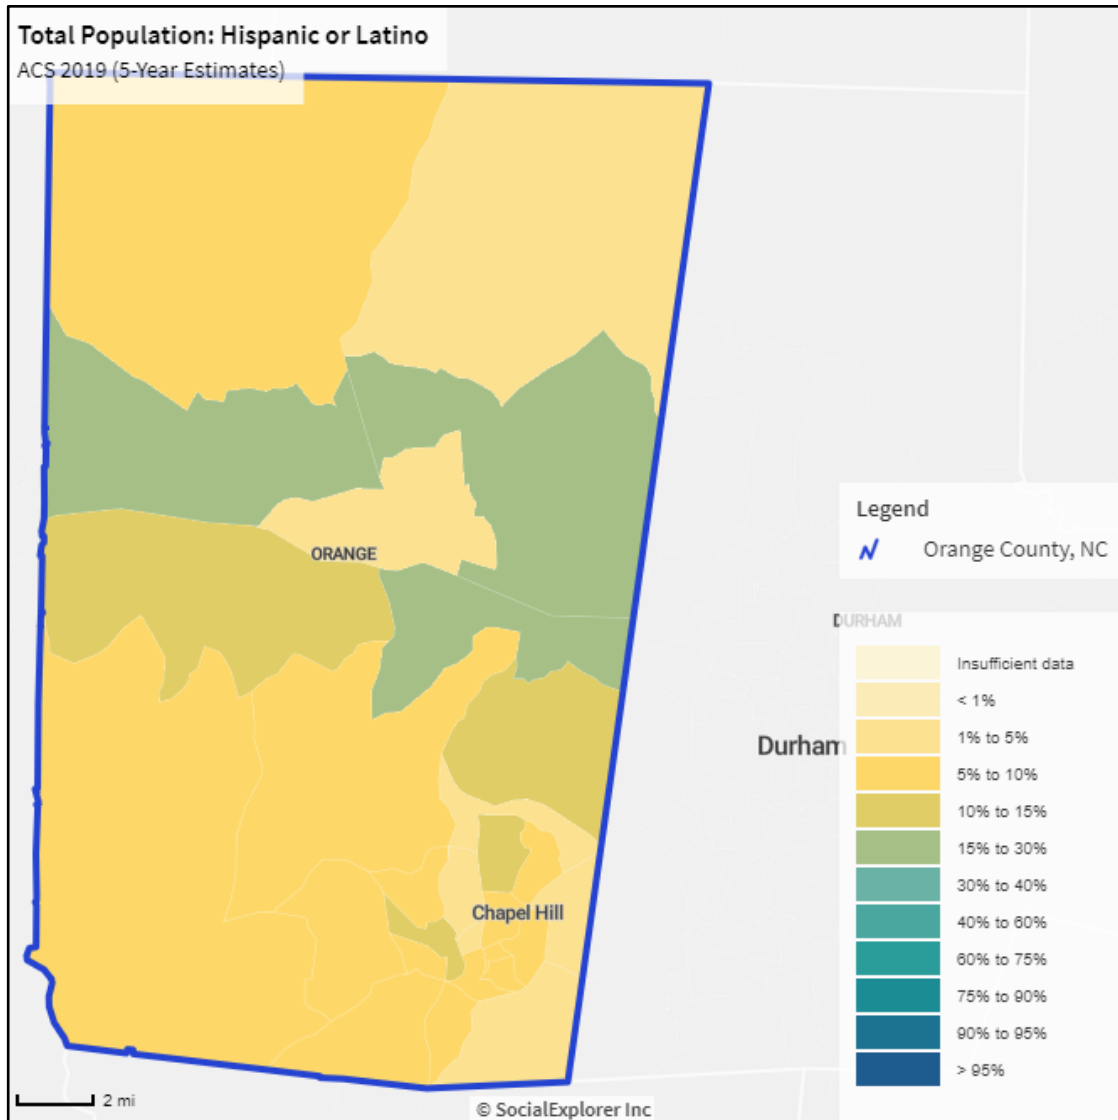 Total Population: Hispanic or Latino
ACS 2019 (5-Year Estimates)
ORANGE
Legend
Orange County, NC
DURHAM
Insufficient data
< 1%
1% to 5%
Durham
5% to 10%
10% to 15%
15% to 30%
30% to 40%
Chapel Hill
40% to 60%
60% to 75%
75% to 90%
90% to 95%
> 95%
2 mi
© SocialExplorer Inc